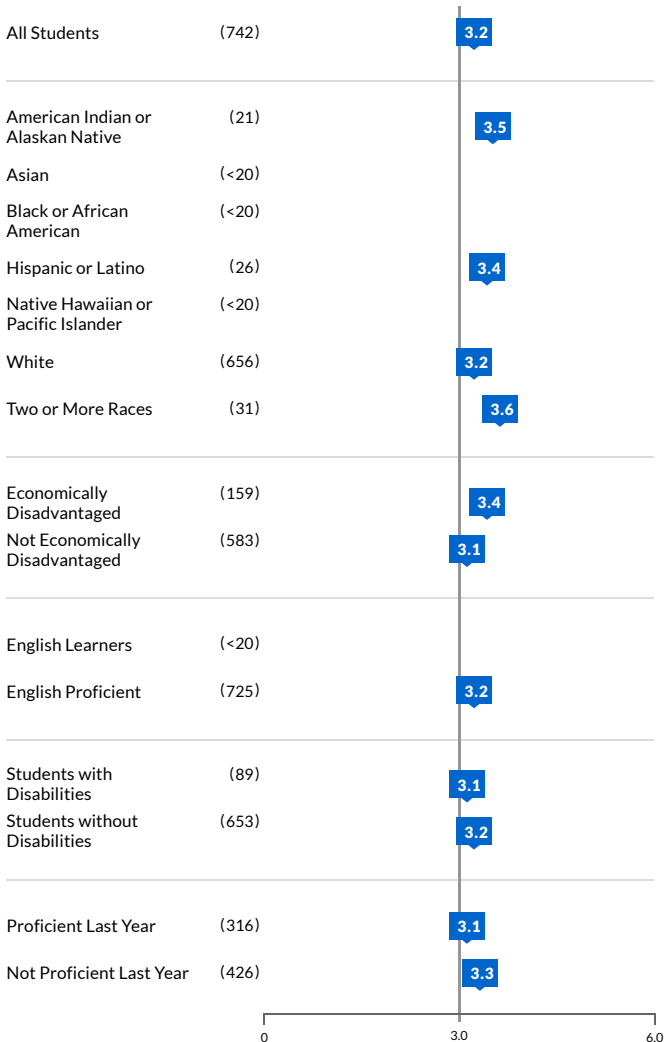 All Students (742) 3.2
American Indian or (21)
Alaskan Native 3.5
Asian (<20)
Black or African (<20)
American
Hispanic or Latino (26) 3.4
Native Hawaiian or (<20)
Pacific Islander
White (656) 3.2
Two or More Races (31) 3.6
Economically (159)
Disadvantaged 3.4
Not Economically (583)
Disadvantaged 3.1
English Learners (<20)
English Proficient (725) 3.2
Students with (89)
Disabilities 3.1
Students without (653)
Disabilities 3.2
Proficient Last Year (316) 3.1
Not Proficient Last Year (426) 3.3
0 3.0 6.0